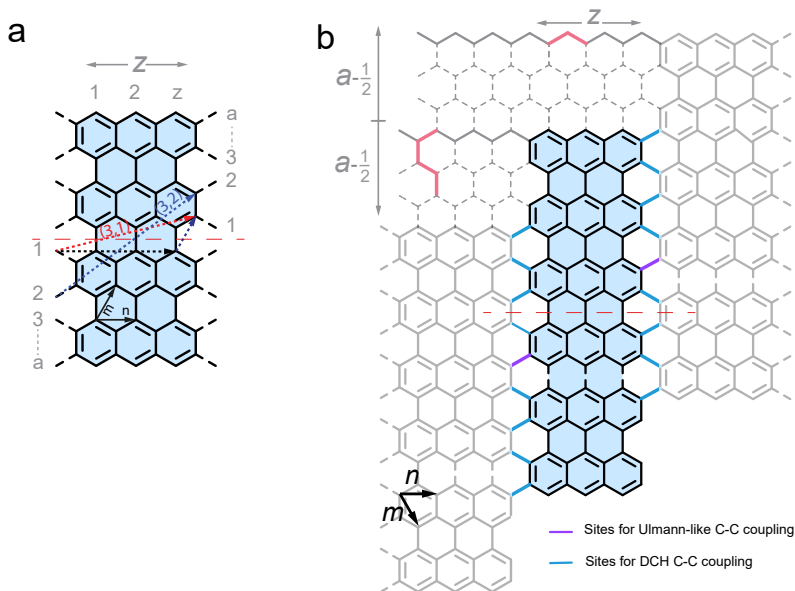 a
z
1 2 z
a
3
2
(3,2)
(3,1)
1
1
2
3
m
n
a
b
z
a-½
a-½
n
m
Sites for Ulmann-like C-C coupling
Sites for DCH C-C coupling